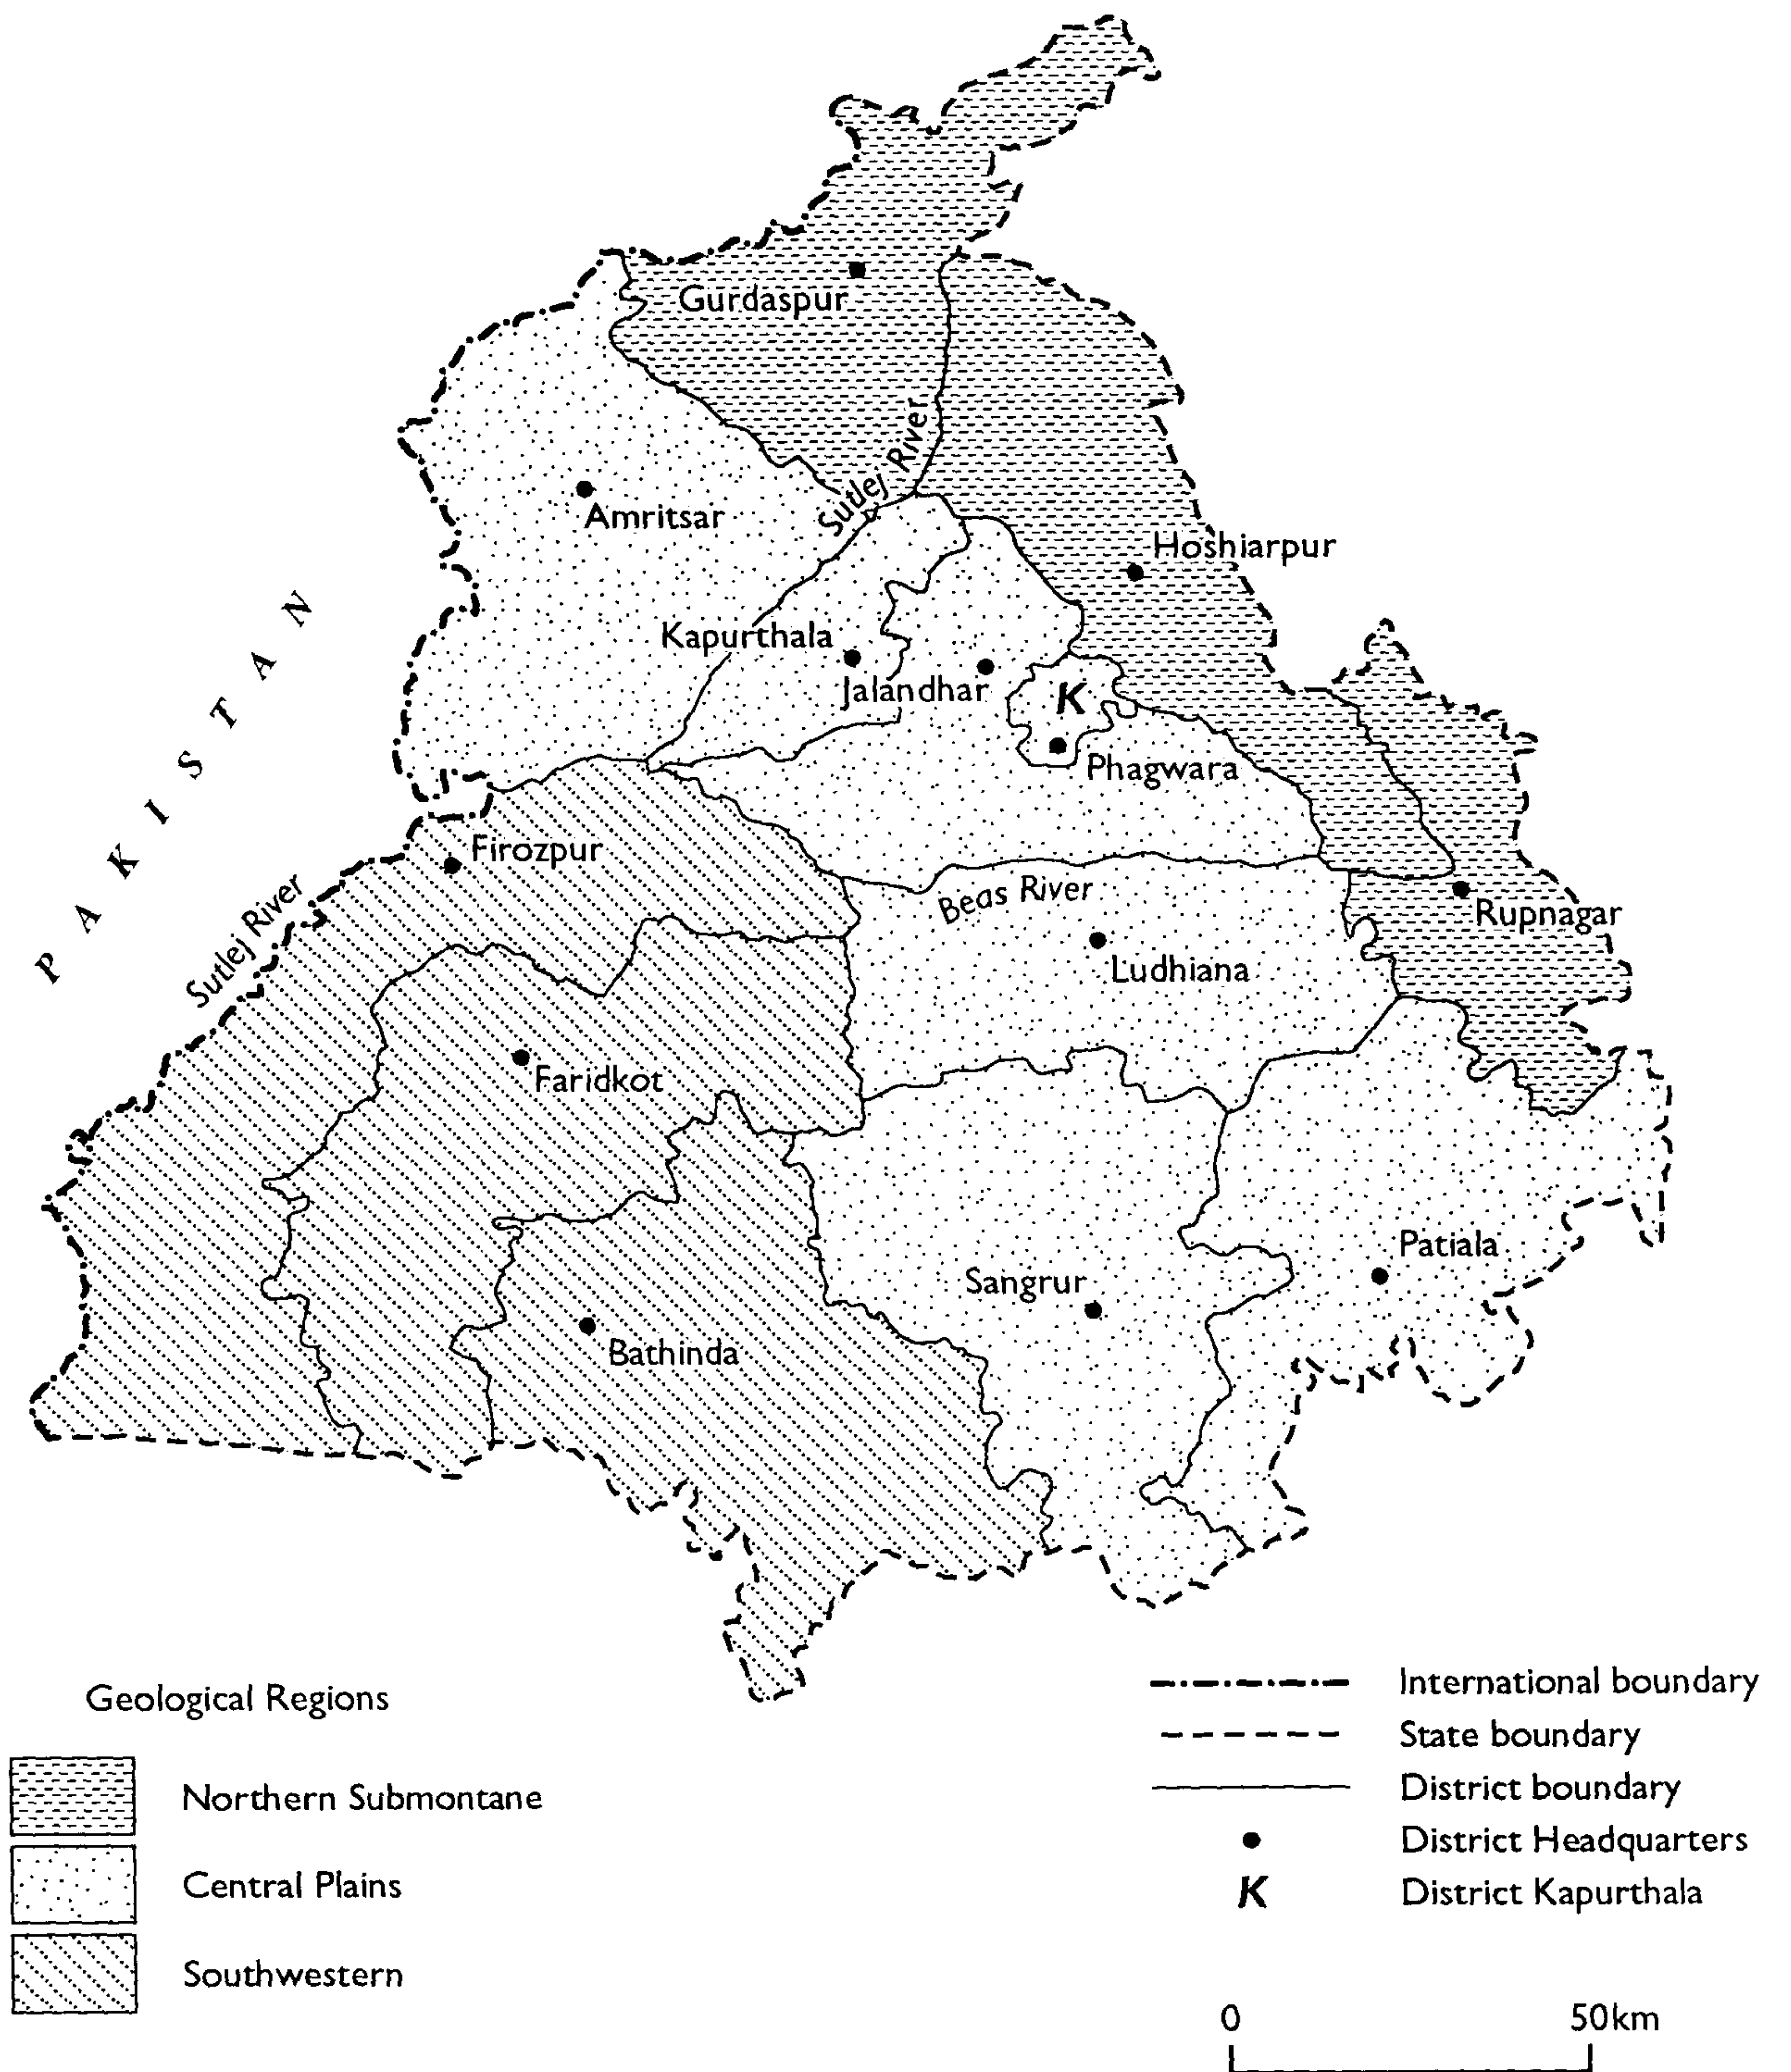 Gurdaspur
Sutlej River
Amritsar
Hoshiarpur
Kapurthala
Jalandhar
K
Phagwara
PAKISTAN
Firozpur
Sutlej River
Beas River
Rupnagar
Ludhiana
Faridkot
Patiala
Sangrur
Bathinda
Geological Regions
Northern Submontane
Central Plains
Southwestern
International boundary
State boundary
District boundary
District Headquarters
K District Kapurthala
0 50km